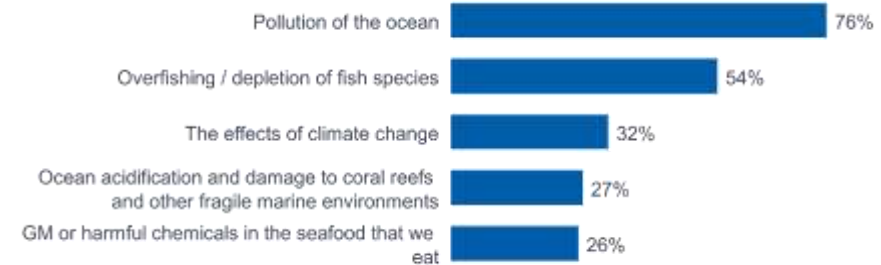 Pollution of the ocean 76%
Overfishing / depletion of fish species 54%
The effects of climate change 32%
Ocean acidification and damage to coral reefs
and other fragile marine environments 27%
GM or harmful chemicals in the seafood that we
eat 26%